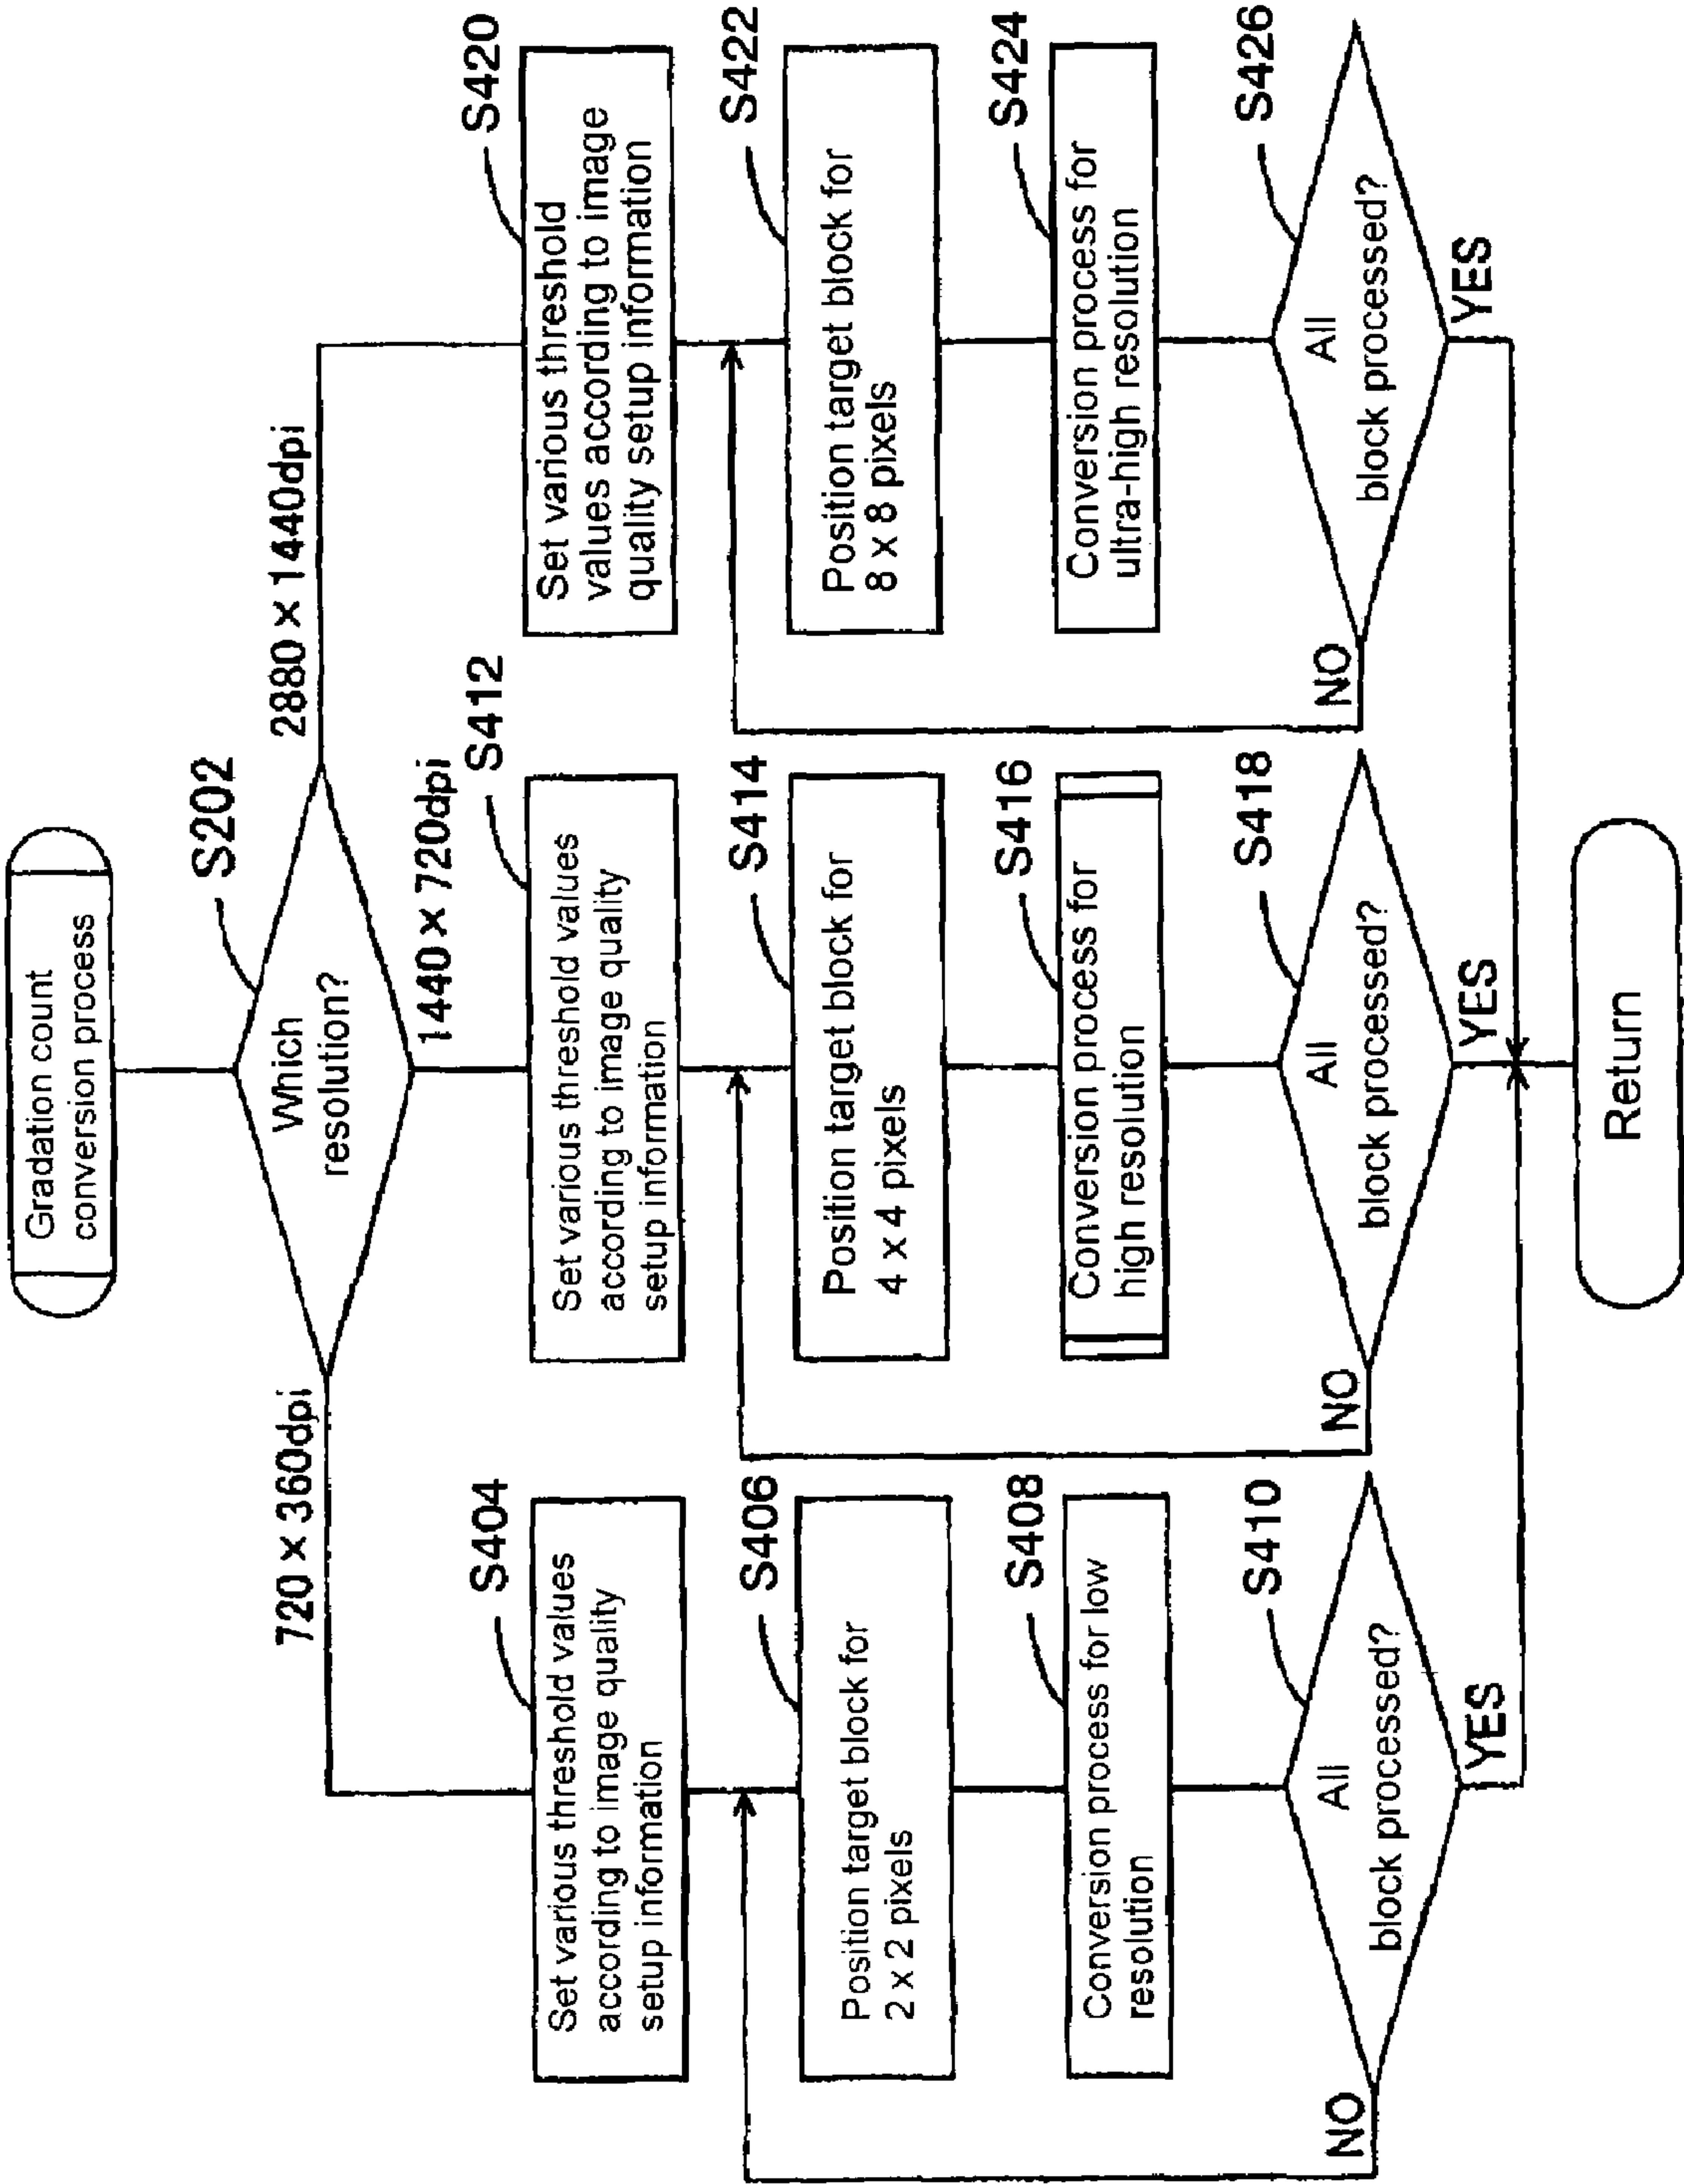 Gradation count
conversion process
S202
Which
resolution?
720 × 360dpi
1440 × 720dpi
2880 × 1440dpi
S404
Set various threshold values
according to image quality
setup information
S406
Position target block for
2 x 2 pixels
S408
Conversion process for low
resolution
S410
All
block processed?
NO
YES
S412
Set various threshold values
according to image quality
setup information
S414
Position target block for
4 x 4 pixels
S416
Conversion process for
high resolution
S418
All
block processed?
NO
YES
S420
Set various threshold
values according to image
quality setup information
S422
Position target block for
8 x 8 pixels
S424
Conversion process for
ultra-high resolution
S426
All
block processed?
NO
YES
Return